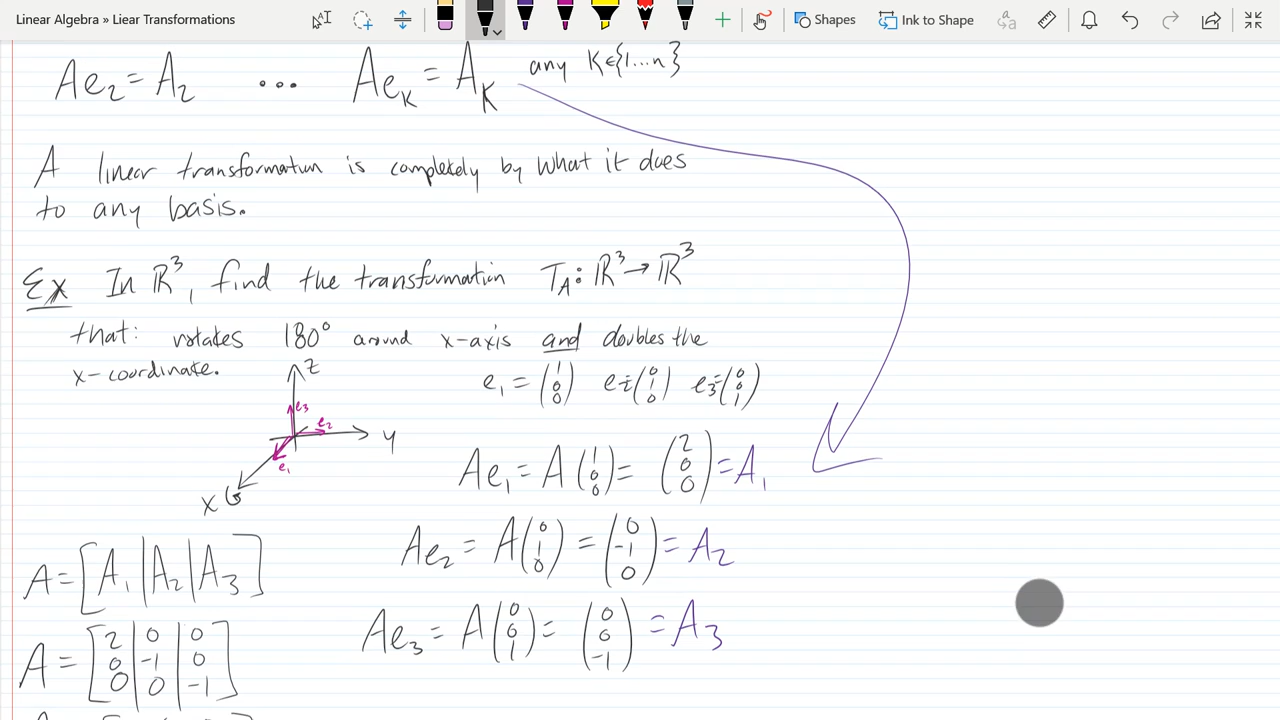 Linear Algebra » Liear Transformations
Shapes
Ink to Shape
Ae₂ = A₂ ... Ae_K = A_K any K∈{1...n}
A linear transformation is completely by what it does
to any basis.
Ex In ℝ³, find the transformation T_A: ℝ³→ℝ³
that: rotates 180° around x-axis and doubles the
x-coordinate.
z
e₃
e₂
y
e₁
x
e₁ = (1 0 0) e₂ = (0 1 0) e₃ = (0 0 1)
Ae₁ = A(1 0 0) = (2 0 0) = A₁
Ae₂ = A(0 1 0) = (0 -1 0) = A₂
Ae₃ = A(0 0 1) = (0 0 -1) = A₃
A = [A₁ | A₂ | A₃]
A = [2 | 0 | 0
0 | -1 | 0
0 | 0 | -1]